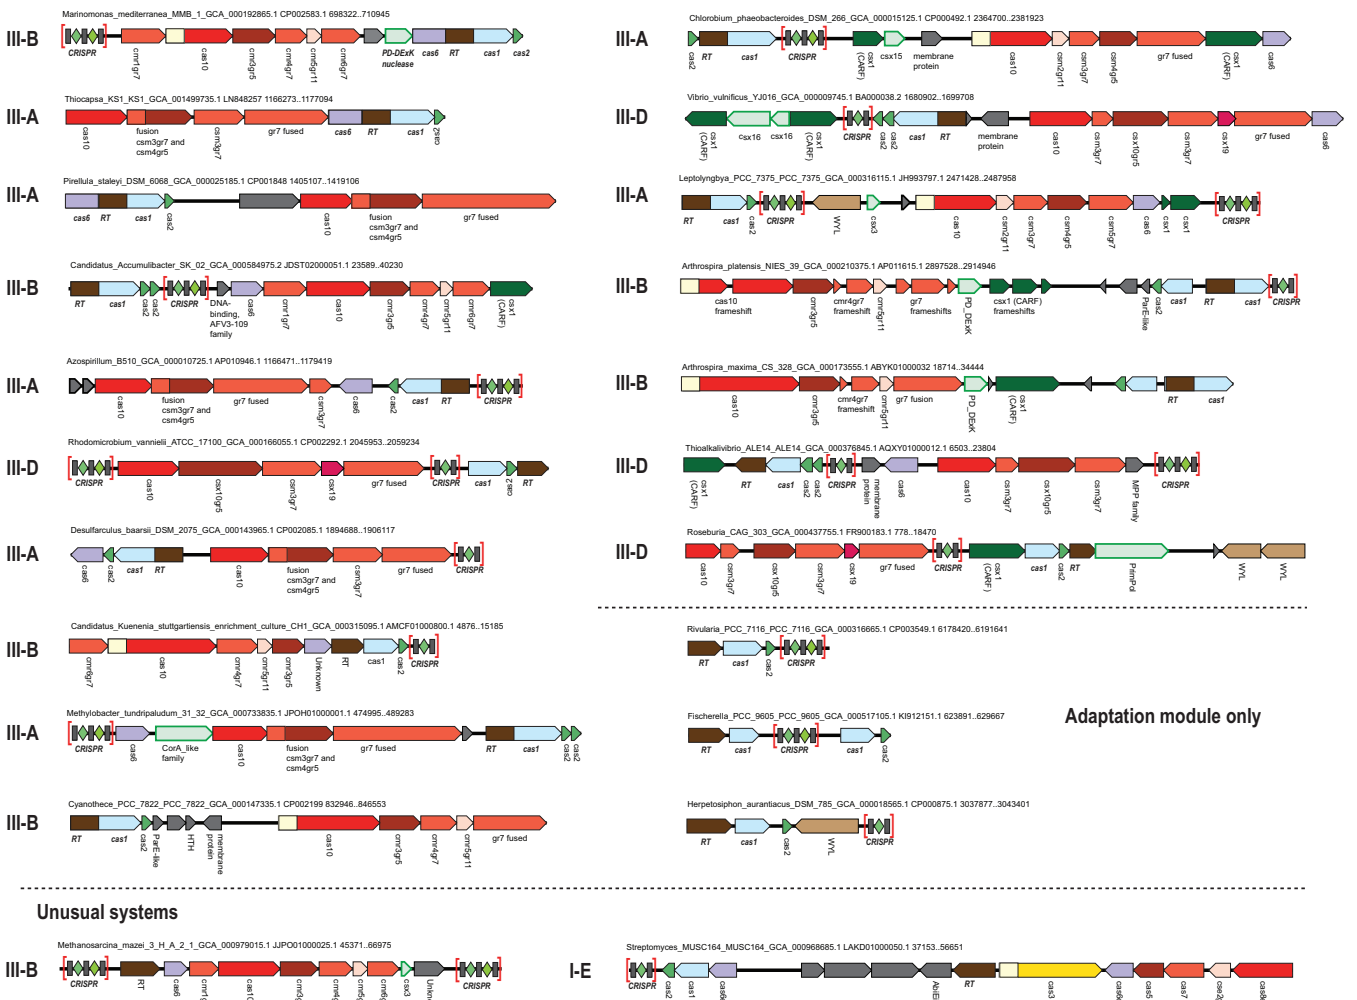 Marinomonas_mediterranea_MMB_1_GCA_000192865.1 CP002583.1 698322..710945
III-B
CRISPR cmr1gr7 cas10 cmr3gr5 cmr4gr7 cmr5gr11 cmr6gr7 PD-DExK nuclease cas6 RT cas1 cas2
Thiocapsa_KS1_KS1_GCA_001499735.1 LN848257 1166273..1177094
III-A
cas10 fusion csm3gr7 and csm4gr5 csm3gr7 gr7 fused cas6 RT cas1 cas2
Pirellula_staleyi_DSM_6068_GCA_000025185.1 CP001848 1405107..1419106
III-A
cas6 RT cas1 cas2 cas10 fusion csm3gr7 and csm4gr5 gr7 fused
Candidatus_Accumulibacter_SK_02_GCA_000584975.2 JDST02000051.1 23589..40230
III-B
RT cas1 cas2 cas2 CRISPR DNA-binding, AFV3-109 family cas6 cmr1gr7 cas10 cmr3gr5 cmr4gr7 cmr5gr11 cmr6gr7 csx1 (CARF)
Azospirillum_B510_GCA_000010725.1 AP010946.1 1166471..1179419
III-A
cas10 fusion csm3gr7 and csm4gr5 gr7 fused csm3gr7 cas6 cas2 cas1 RT CRISPR
Rhodomicrobium_vannielii_ATCC_17100_GCA_000166055.1 CP002292.1 2045953..2059234
III-D
CRISPR cas10 csx10gr5 csm3gr7 csx19 gr7 fused CRISPR cas1 cas2 RT
Desulfarculus_baarsii_DSM_2075_GCA_000143965.1 CP002085.1 1894688..1906117
III-A
cas6 cas2 cas1 RT cas10 fusion csm3gr7 and csm4gr5 csm3gr7 gr7 fused CRISPR
Candidatus_Kuenenia_stuttgartiensis_enrichment_culture_CH1_GCA_000315095.1 AMCF01000800.1 4876..15185
III-B
cmr6gr7 cas10 cmr4gr7 cmr5gr11 cmr3gr5 Unknown RT cas1 cas2 CRISPR
Methylobacter_tundripaludum_31_32_GCA_000733835.1 JPOH01000001.1 474995..489283
III-A
CRISPR cas6 CorA_like family cas10 fusion csm3gr7 and csm4gr5 gr7 fused RT cas1 cas2 cas2
Cyanothece_PCC_7822_PCC_7822_GCA_000147335.1 CP002199 832946..846553
III-B
RT cas1 cas2 ParE-like HTH membrane protein cas10 cmr3gr5 cmr4gr7 cmr5gr11 gr7 fused
Chlorobium_phaeobacteroides_DSM_266_GCA_000015125.1 CP000492.1 2364700..2381923
III-A
cas2 RT cas1 CRISPR csx1 (CARF) csx15 membrane protein cas10 csm2gr11 csm3gr7 csm4gr5 gr7 fused csx1 (CARF) cas6
Vibrio_vulnificus_YJ016_GCA_000009745.1 BA000038.2 1680902..1699708
III-D
csx1 (CARF) csx16 csx16 csx1 (CARF) CRISPR cas2 cas2 cas1 RT membrane protein cas10 csm3gr7 csx10gr5 csm3gr7 csx19 gr7 fused cas6
Leptolyngbya_PCC_7375_PCC_7375_GCA_000316115.1 JH993797.1 2471428..2487958
III-A
RT cas1 cas2 CRISPR WYL csx3 cas10 csm2gr11 csm3gr7 csm4gr5 csm5gr7 cas6 csx1 csx1 CRISPR
Arthrospira_platensis_NIES_39_GCA_000210375.1 AP011615.1 2897528..2914946
III-B
cas10 frameshift cmr3gr5 cmr4gr7 frameshift cmr5gr11 gr7 frameshifts PD_DExK csx1 (CARF) frameshifts ParE-like cas2 cas1 RT cas1 CRISPR
Arthrospira_maxima_CS_328_GCA_000173555.1 ABYK01000032 18714..34444
III-B
cas10 cmr3gr5 cmr4gr7 frameshift cmr5gr11 gr7 fusion PD_DExK csx1 (CARF) RT cas1
Thioalkalivibrio_ALE14_ALE14_GCA_000376845.1 AQXY01000012.1 6503..23804
III-D
csx1 (CARF) RT cas1 cas2 cas2 CRISPR membrane protein cas6 cas10 csm3gr7 csx10gr5 csm3gr7 MPP family CRISPR
Roseburia_CAG_303_GCA_000437755.1 FR900183.1 778..18470
III-D
cas10 csm3gr7 csx10gr5 csm3gr7 csx19 gr7 fused CRISPR csx1 (CARF) cas1 cas2 RT PrimPol WYL WYL
Rivularia_PCC_7116_PCC_7116_GCA_000316665.1 CP003549.1 6178420..6191641
RT cas1 cas2 CRISPR
Fischerella_PCC_9605_PCC_9605_GCA_000517105.1 KI912151.1 623891..629667
RT cas1 CRISPR cas1 cas2
Adaptation module only
Herpetosiphon_aurantiacus_DSM_785_GCA_000018565.1 CP000875.1 3037877..3043401
RT cas1 cas2 WYL CRISPR
Unusual systems
Methanosarcina_mazei_3_H_A_2_1_GCA_000979015.1 JJPO01000025.1 45371..66975
III-B
CRISPR RT cas6 csx3 CRISPR
Streptomyces_MUSC164_MUSC164_GCA_000968685.1 LAKD01000050.1 37153..56651
I-E
CRISPR cas2 cas1 AbiEi RT cas3 cas5 cas7